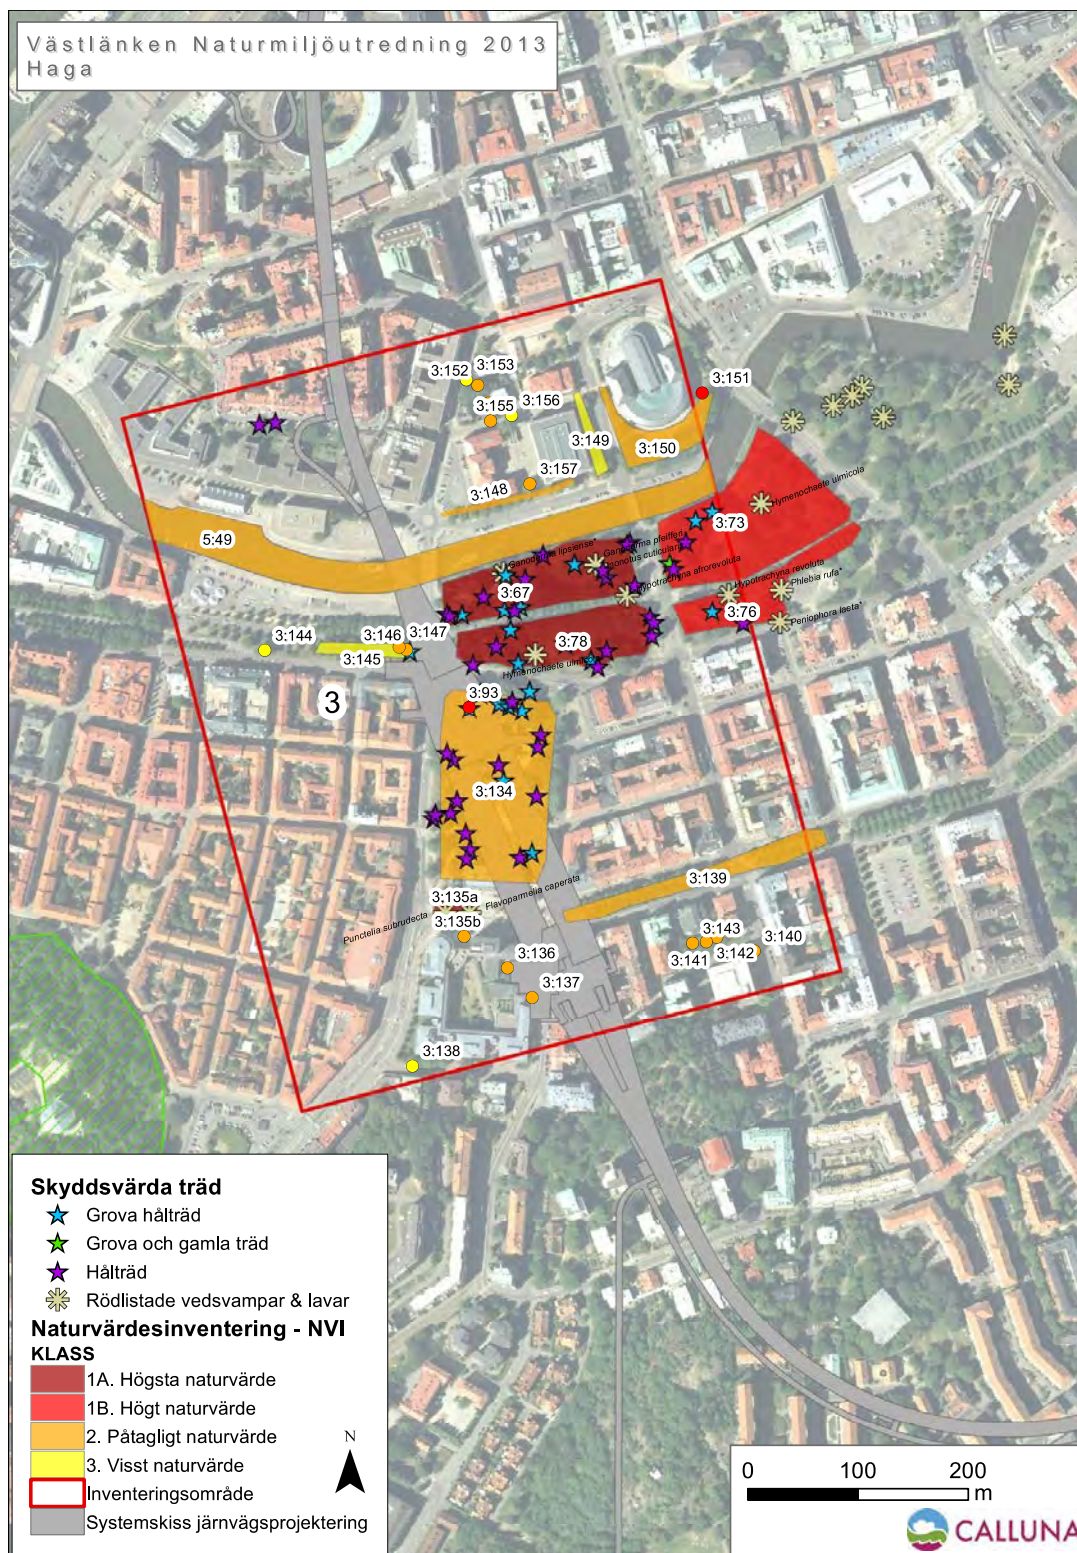 Västlänken Naturmiljöutredning 2013
Haga
3:152
3:153
3:151
3:155
3:156
3:149
3:150
3:157
3:148
Hymenochaete ulmicola
3:73
5:49
Ganoderma lipsiense*
Ganoderma pfeifferi
Hypotrachyna afrorevoluta
Hypotrachyna revoluta
Phlebia rufa*
3:67
3:76
Peniophora laeta*
3:144
3:146
3:147
3:145
3:78
Hymenochaete ulmicola
3
3:93
3:134
3:139
3:135a
Flavoparmelia caperata
Punctelia subrudecta
3:135b
3:143
3:140
3:141
3:142
3:136
3:137
3:138
Skyddsvärda träd
Grova hålträd
Grova och gamla träd
Hålträd
Rödlistade vedsvampar & lavar
Naturvärdesinventering - NVI
KLASS
1A. Högsta naturvärde
1B. Högt naturvärde
2. Påtagligt naturvärde
3. Visst naturvärde
Inventeringsområde
Systemskiss järnvägsprojektering
N
0 100 200
m
CALLUNA